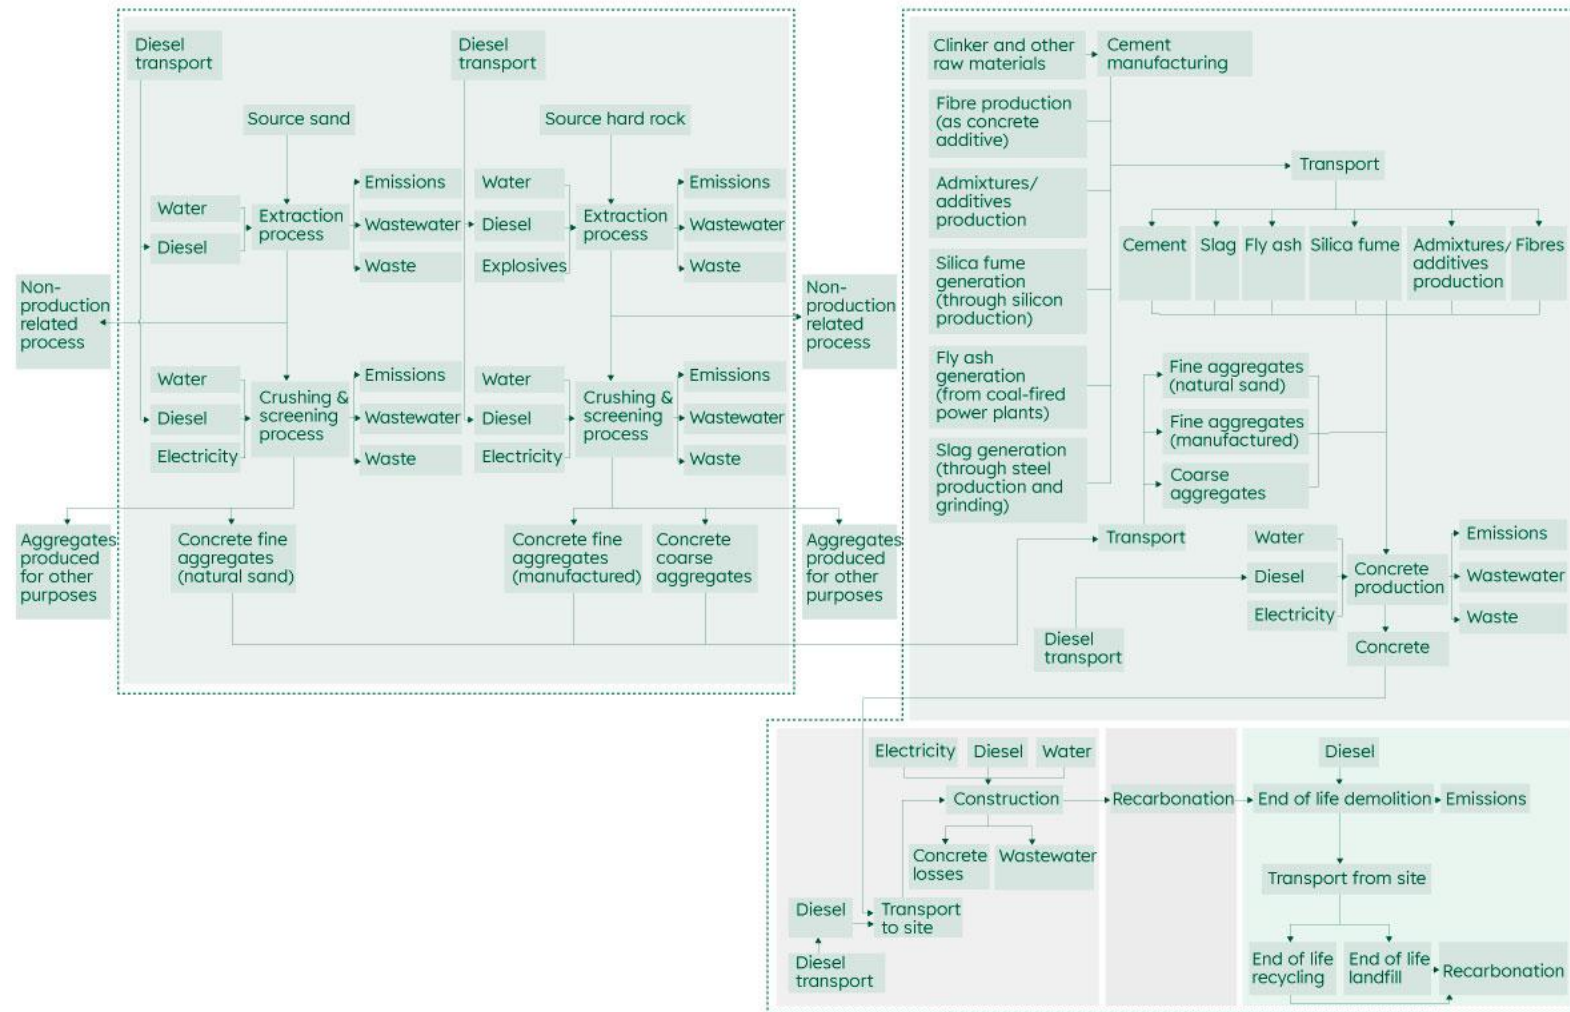 Diesel
transport
Diesel
transport
Source sand
Source hard rock
Water
Diesel
Extraction
process
Emissions
Wastewater
Waste
Water
Diesel
Explosives
Extraction
process
Emissions
Wastewater
Waste
Non-
production
related
process
Non-
production
related
process
Water
Diesel
Electricity
Crushing &
screening
process
Emissions
Wastewater
Waste
Water
Diesel
Electricity
Crushing &
screening
process
Emissions
Wastewater
Waste
Aggregates
produced
for other
purposes
Concrete fine
aggregates
(natural sand)
Concrete fine
aggregates
(manufactured)
Concrete
coarse
aggregates
Aggregates
produced
for other
purposes
Clinker and other
raw materials
Cement
manufacturing
Fibre production
(as concrete
additive)
Admixtures/
additives
production
Silica fume
generation
(through silicon
production)
Fly ash
generation
(from coal-fired
power plants)
Slag generation
(through steel
production and
grinding)
Transport
Cement
Slag
Fly ash
Silica fume
Admixtures/
additives
production
Fibres
Fine aggregates
(natural sand)
Fine aggregates
(manufactured)
Coarse
aggregates
Transport
Water
Diesel
Electricity
Concrete
production
Emissions
Wastewater
Waste
Diesel
transport
Concrete
Electricity
Diesel
Water
Construction
Concrete
losses
Wastewater
Diesel
Transport
to site
Diesel
transport
Recarbonation
Diesel
End of life demolition
Emissions
Transport from site
End of life
recycling
End of life
landfill
Recarbonation